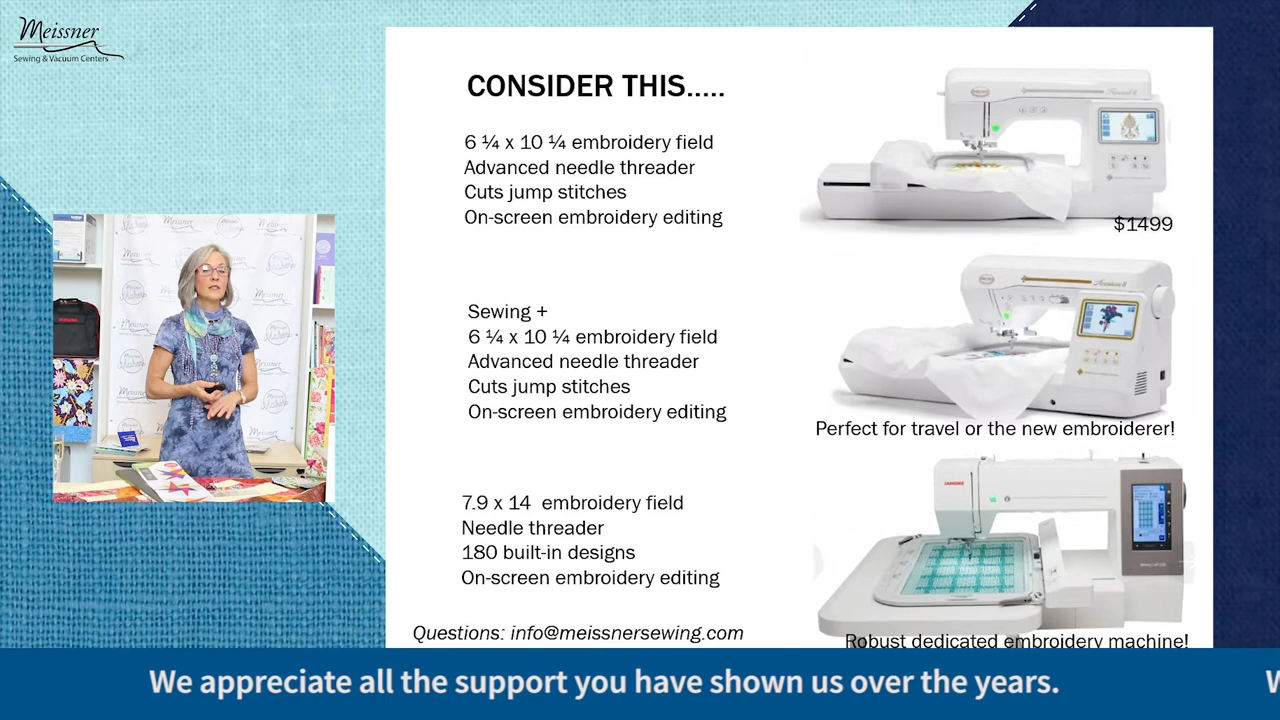 Meissner
Sewing & Vacuum Centers
CONSIDER THIS.....
6 ¼ x 10 ¼ embroidery field
Advanced needle threader
Cuts jump stitches
On-screen embroidery editing
$1499
Sewing +
6 ¼ x 10 ¼ embroidery field
Advanced needle threader
Cuts jump stitches
On-screen embroidery editing
Perfect for travel or the new embroiderer!
7.9 x 14 embroidery field
Needle threader
180 built-in designs
On-screen embroidery editing
JANOME
Robust dedicated embroidery machine!
Questions: info@meissnersewing.com
We appreciate all the support you have shown us over the years.
W